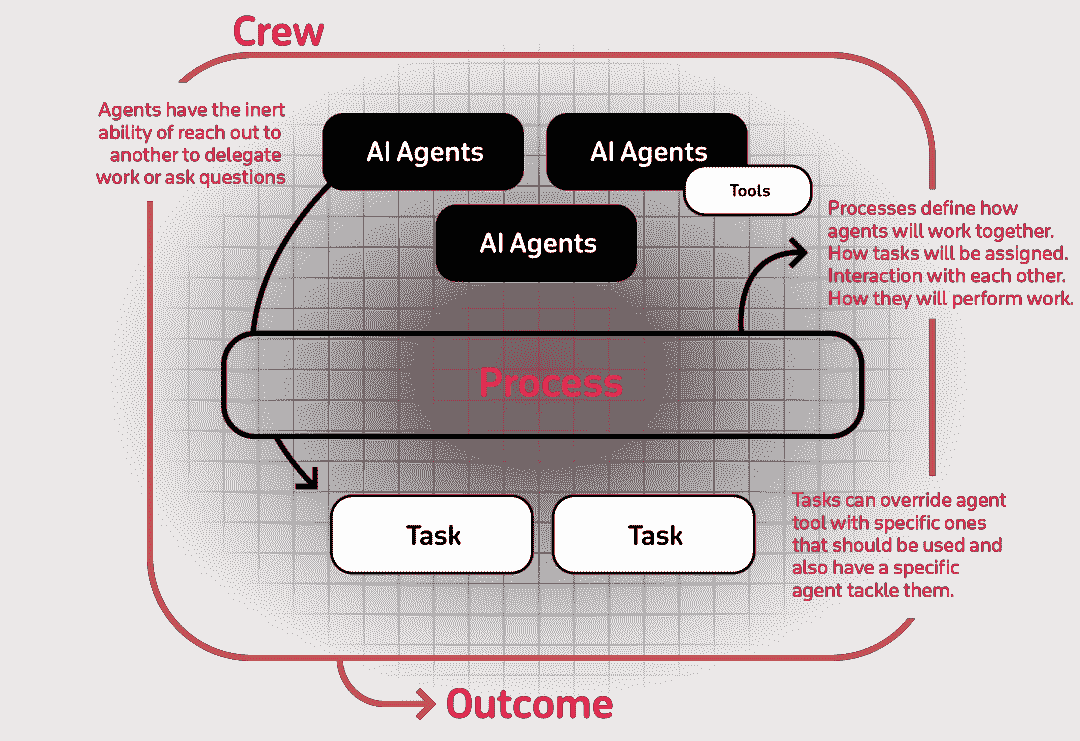 Crew
Agents have the inert
ability of reach out to
another to delegate
work or ask questions
AI Agents
AI Agents
Tools
AI Agents
Processes define how
agents will work together.
How tasks will be assigned.
Interaction with each other.
How they will perform work.
Process
Task
Task
Tasks can override agent
tool with specific ones
that should be used and
also have a specific
agent tackle them.
Outcome